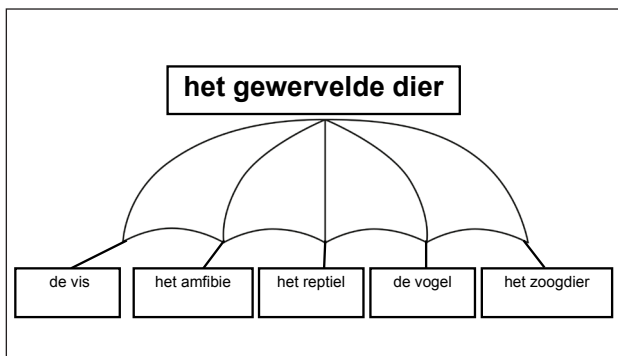 het gewervelde dier
de vis
het amfibie
het reptiel
de vogel
het zoogdier